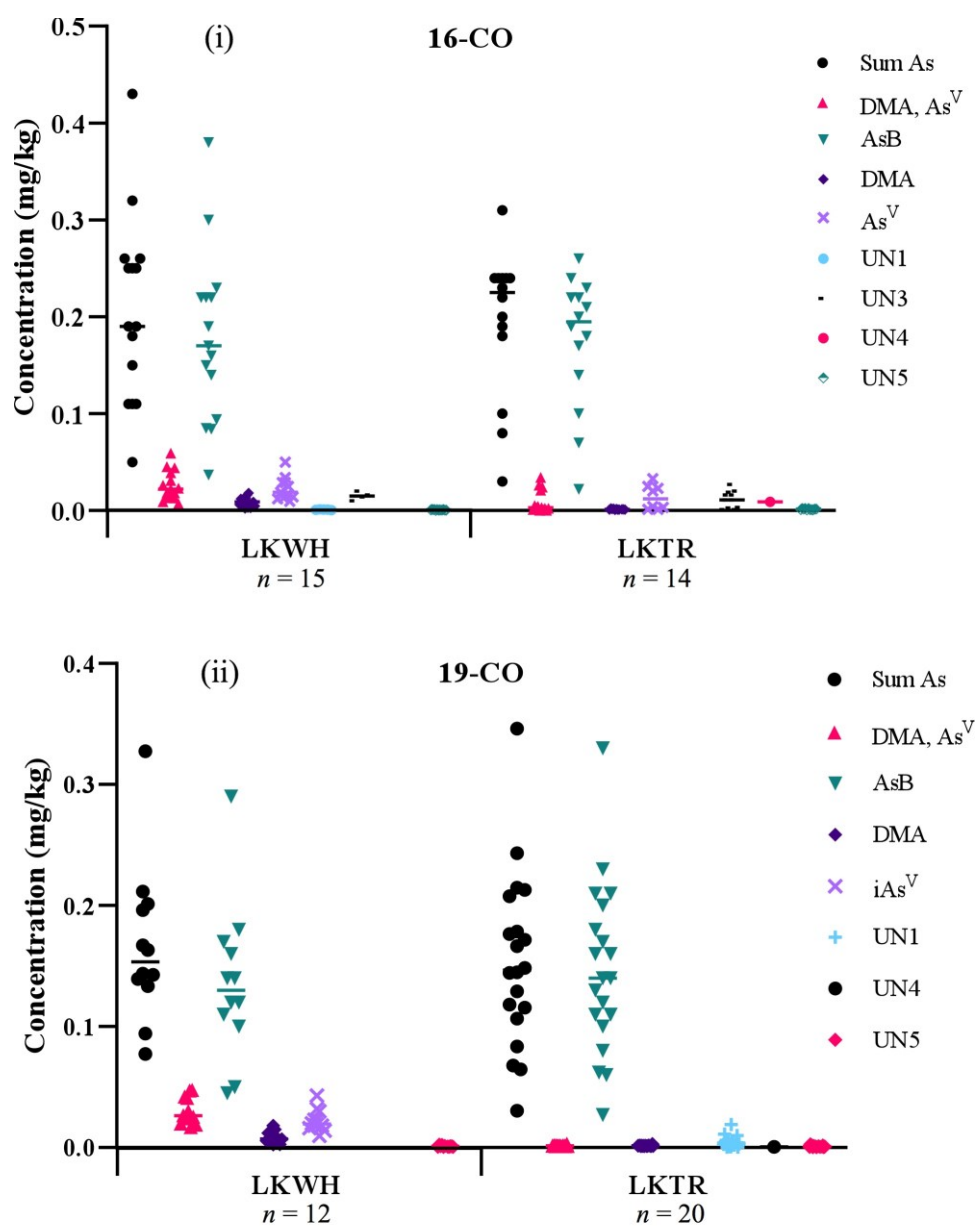 (i) 16-CO
Concentration (mg/kg)
0.5
0.4
0.3
0.2
0.1
0.0
LKWH LKTR
n = 15 n = 14
Sum As
DMA, As^V
AsB
DMA
As^V
UN1
UN3
UN4
UN5
(ii) 19-CO
Concentration (mg/kg)
0.4
0.3
0.2
0.1
0.0
LKWH LKTR
n = 12 n = 20
Sum As
DMA, As^V
AsB
DMA
iAs^V
UN1
UN4
UN5